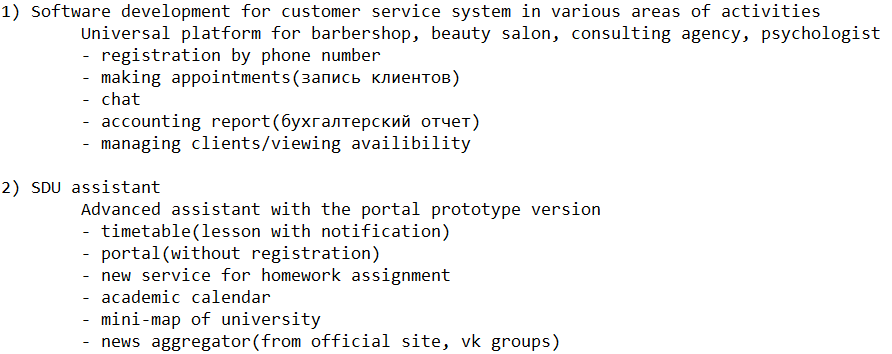 1) Software development for customer service system in various areas of activities
Universal platform for barbershop, beauty salon, consulting agency, psychologist
- registration by phone number
- making appointments(запись клиентов)
- chat
- accounting report(бухгалтерский отчет)
- managing clients/viewing availibility
2) SDU assistant
Advanced assistant with the portal prototype version
- timetable(lesson with notification)
- portal(without registration)
- new service for homework assignment
- academic calendar
- mini-map of university
- news aggregator(from official site, vk groups)